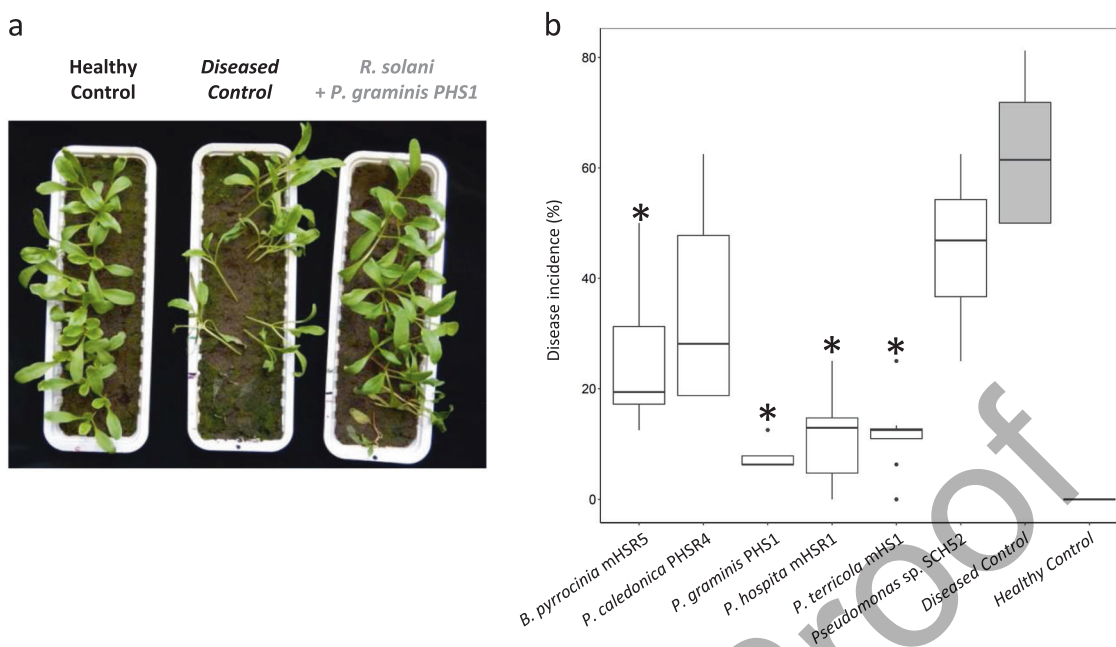 a
Healthy
Control
Diseased
Control
R. solani
+ P. graminis PHS1
b
Disease incidence (%)
80
60
40
20
0
*
*
*
*
B. pyrrocinia mHSR5
P. caledonica PHSR4
P. graminis PHS1
P. hospita mHSR1
P. terricola mHS1
Pseudomonas sp. SCH52
Diseased Control
Healthy Control
roof